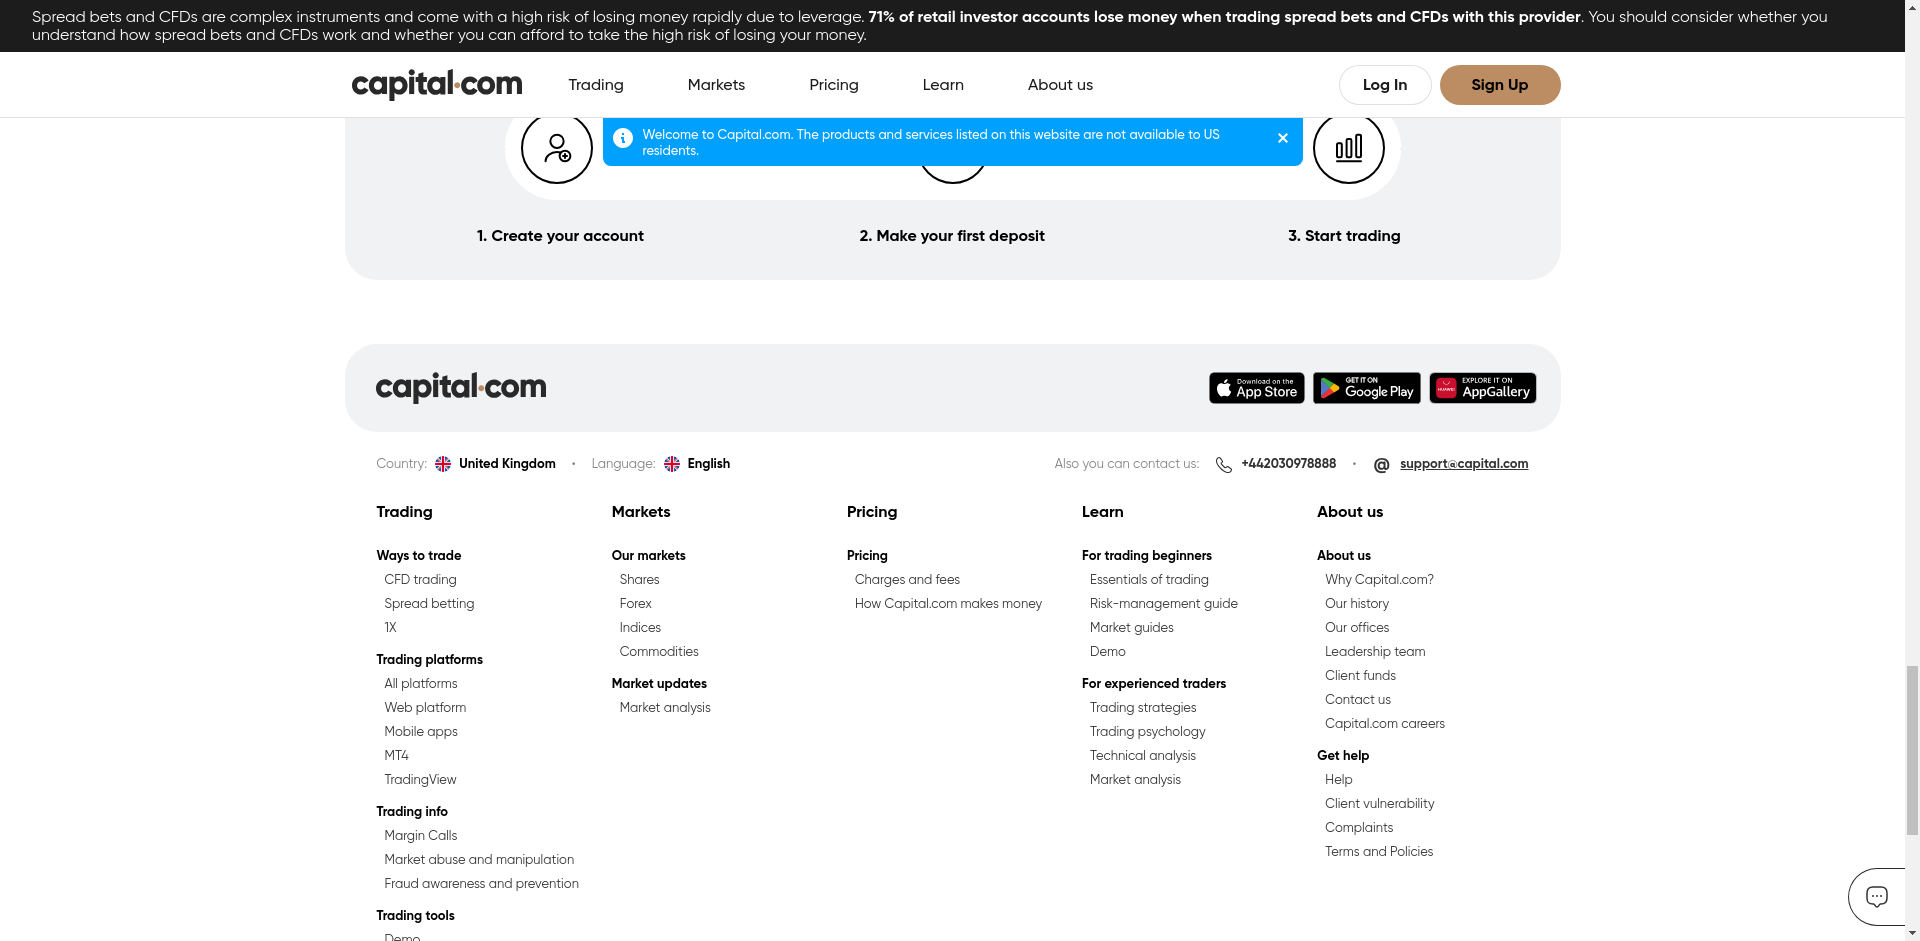 Spread bets and CFDs are complex instruments and come with a high risk of losing money rapidly due to leverage. 71% of retail investor accounts lose money when trading spread bets and CFDs with this provider. You should consider whether you
understand how spread bets and CFDs work and whether you can afford to take the high risk of losing your money.
capital.com
Trading
Markets
Pricing
Learn
About us
Log In
Sign Up
Welcome to Capital.com. The products and services listed on this website are not available to US
residents.
1. Create your account
2. Make your first deposit
3. Start trading
capital.com
Download on the
App Store
GET IT ON
Google Play
HUAWEI
EXPLORE IT ON
AppGallery
Country: United Kingdom • Language: English
Also you can contact us: +442030978888 • @ support@capital.com
Trading
Ways to trade
CFD trading
Spread betting
1X
Trading platforms
All platforms
Web platform
Mobile apps
MT4
TradingView
Trading info
Margin Calls
Market abuse and manipulation
Fraud awareness and prevention
Trading tools
Demo
Markets
Our markets
Shares
Forex
Indices
Commodities
Market updates
Market analysis
Pricing
Pricing
Charges and fees
How Capital.com makes money
Learn
For trading beginners
Essentials of trading
Risk-management guide
Market guides
Demo
For experienced traders
Trading strategies
Trading psychology
Technical analysis
Market analysis
About us
About us
Why Capital.com?
Our history
Our offices
Leadership team
Client funds
Contact us
Capital.com careers
Get help
Help
Client vulnerability
Complaints
Terms and Policies